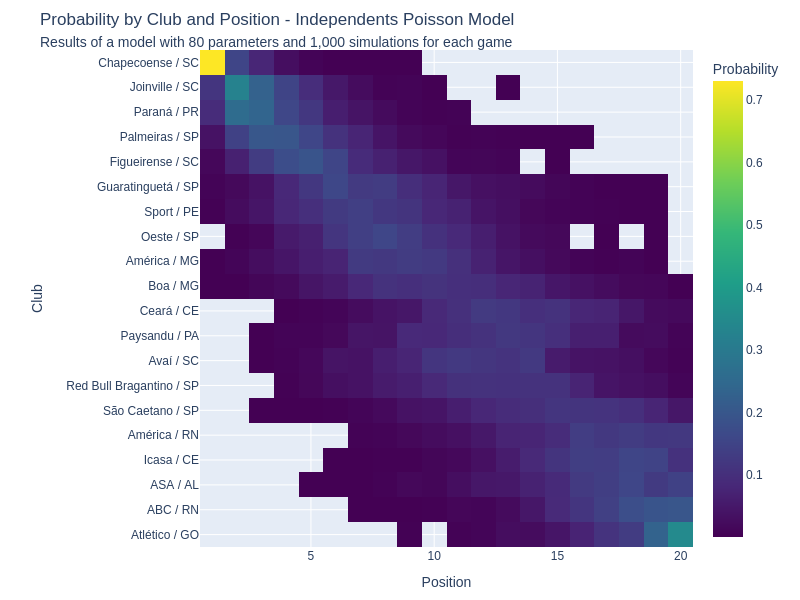 Probability by Club and Position - Independents Poisson Model
Results of a model with 80 parameters and 1,000 simulations for each game
Probability
Chapecoense / SC
Joinville / SC
Paraná / PR
Palmeiras / SP
Figueirense / SC
Guaratinguetá / SP
Sport / PE
Oeste / SP
América / MG
Boa / MG
Ceará / CE
Paysandu / PA
Avaí / SC
Red Bull Bragantino / SP
São Caetano / SP
América / RN
Icasa / CE
ASA / AL
ABC / RN
Atlético / GO
Club
5
10
15
20
Position
0.7
0.6
0.5
0.4
0.3
0.2
0.1